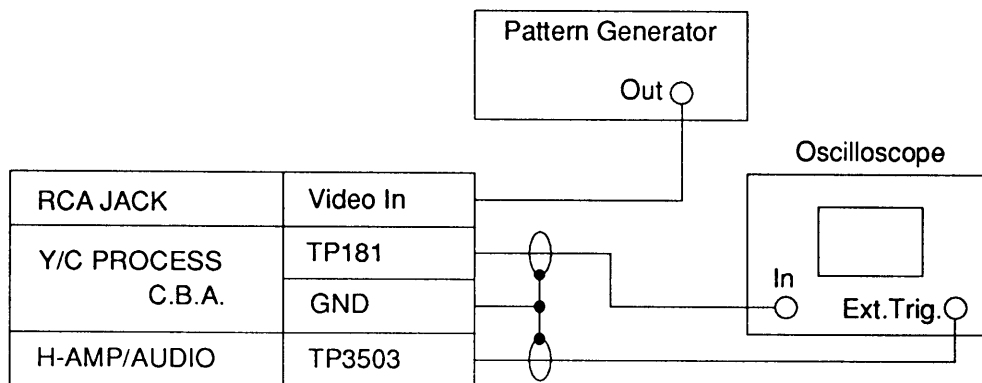 Pattern Generator
Out
Oscilloscope
RCA JACK
Video In
Y/C PROCESS
C.B.A.
TP181
GND
In
Ext.Trig.
H-AMP/AUDIO
TP3503